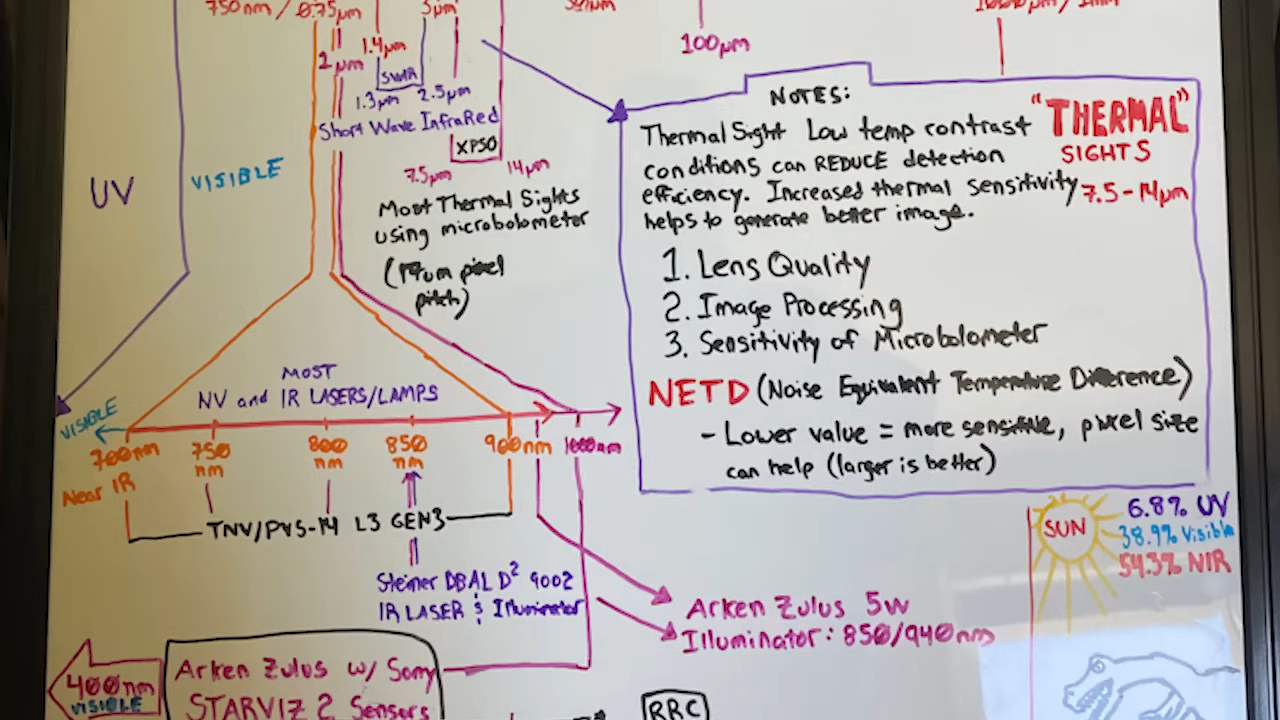 750nm / 0.75µm
3µm
1000µm / 1mm
100µm
1.4µm
2µm
SWIR
1.3µm 2.5µm
Short Wave InfraRed
XP50
7.5µm 14µm
UV
VISIBLE
Most Thermal Sights
using microbolometer
(17um pixel
pitch)
NOTES:
Thermal Sight Low temp contrast
conditions can REDUCE detection
efficiency. Increased thermal sensitivity
helps to generate better image.
"THERMAL"
SIGHTS
7.5-14µm
1. Lens Quality
2. Image Processing
3. Sensitivity of Microbolometer
NETD (Noise Equivalent Temperature Difference)
- Lower value = more sensitive, pixel size
can help (larger is better)
MOST
NV and IR LASERS/LAMPS
VISIBLE
700nm 750 nm 800 nm 850 nm 900nm 1000nm
Near IR
TNV/PVS-14 L3 GEN3
Steiner DBAL D² 9002
IR LASER & Illuminator
Arken Zulus 5w
Illuminator: 850/940nm
SUN
6.8% UV
38.9% Visible
54.3% NIR
400nm
VISIBLE
Arken Zulus w/ Sony
STARVIZ 2 Sensors
RRC